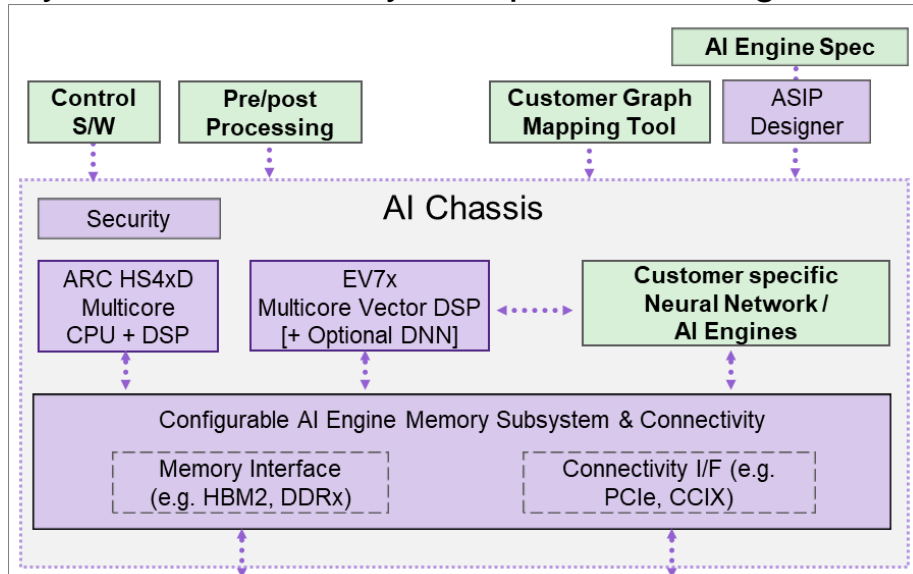 AI Engine Spec
Control
S/W
Pre/post
Processing
Customer Graph
Mapping Tool
ASIP
Designer
AI Chassis
Security
ARC HS4xD
Multicore
CPU + DSP
EV7x
Multicore Vector DSP
[+ Optional DNN]
Customer specific
Neural Network /
AI Engines
Configurable AI Engine Memory Subsystem & Connectivity
Memory Interface
(e.g. HBM2, DDRx)
Connectivity I/F (e.g.
PCIe, CCIX)